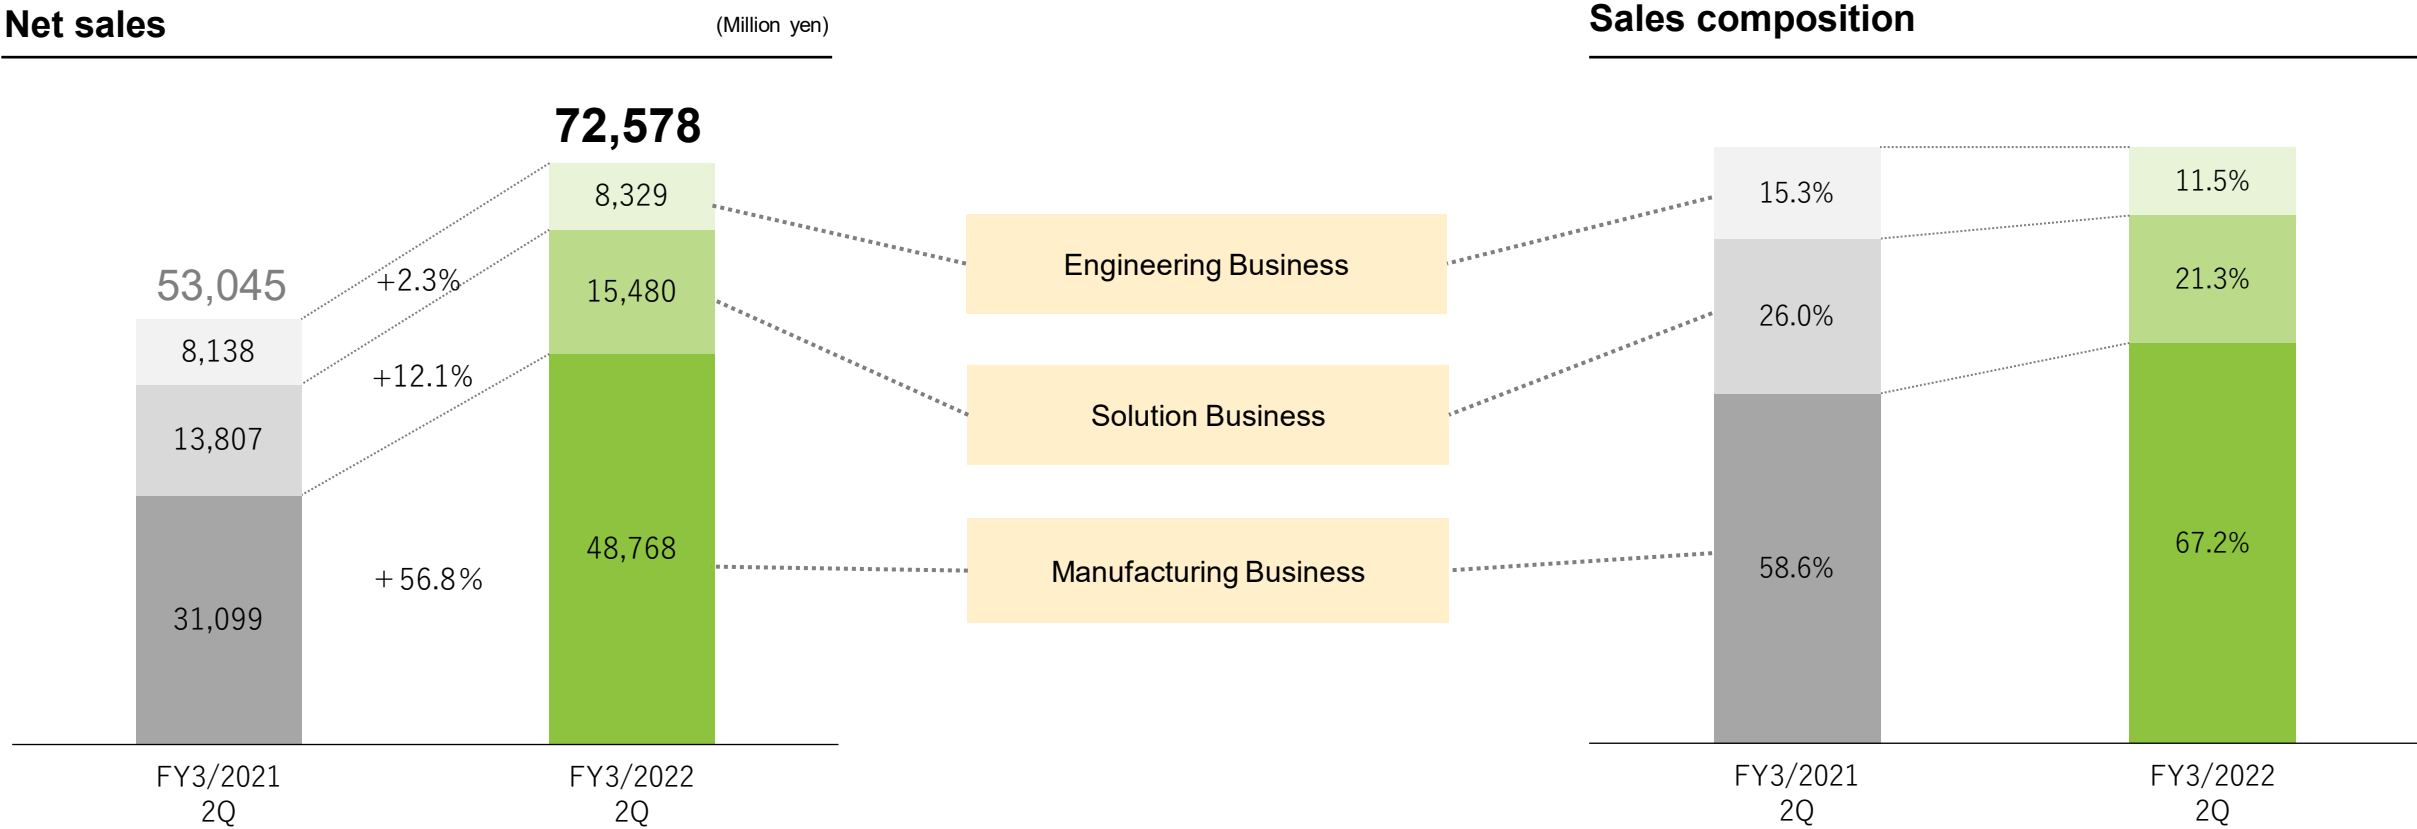 Net sales
(Million yen)
53,045
8,138
13,807
31,099
FY3/2021
2Q
+2.3%
+12.1%
+56.8%
72,578
8,329
15,480
48,768
FY3/2022
2Q
Engineering Business
Solution Business
Manufacturing Business
Sales composition
15.3%
26.0%
58.6%
FY3/2021
2Q
11.5%
21.3%
67.2%
FY3/2022
2Q